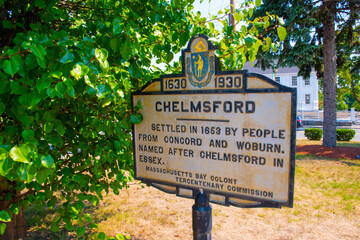 1630 1930
CHELMSFORD
SETTLED IN 1653 BY PEOPLE
FROM CONCORD AND WOBURN.
NAMED AFTER CHELMSFORD IN
ESSEX.
MASSACHUSETTS BAY COLONY
TERCENTENARY COMMISSION